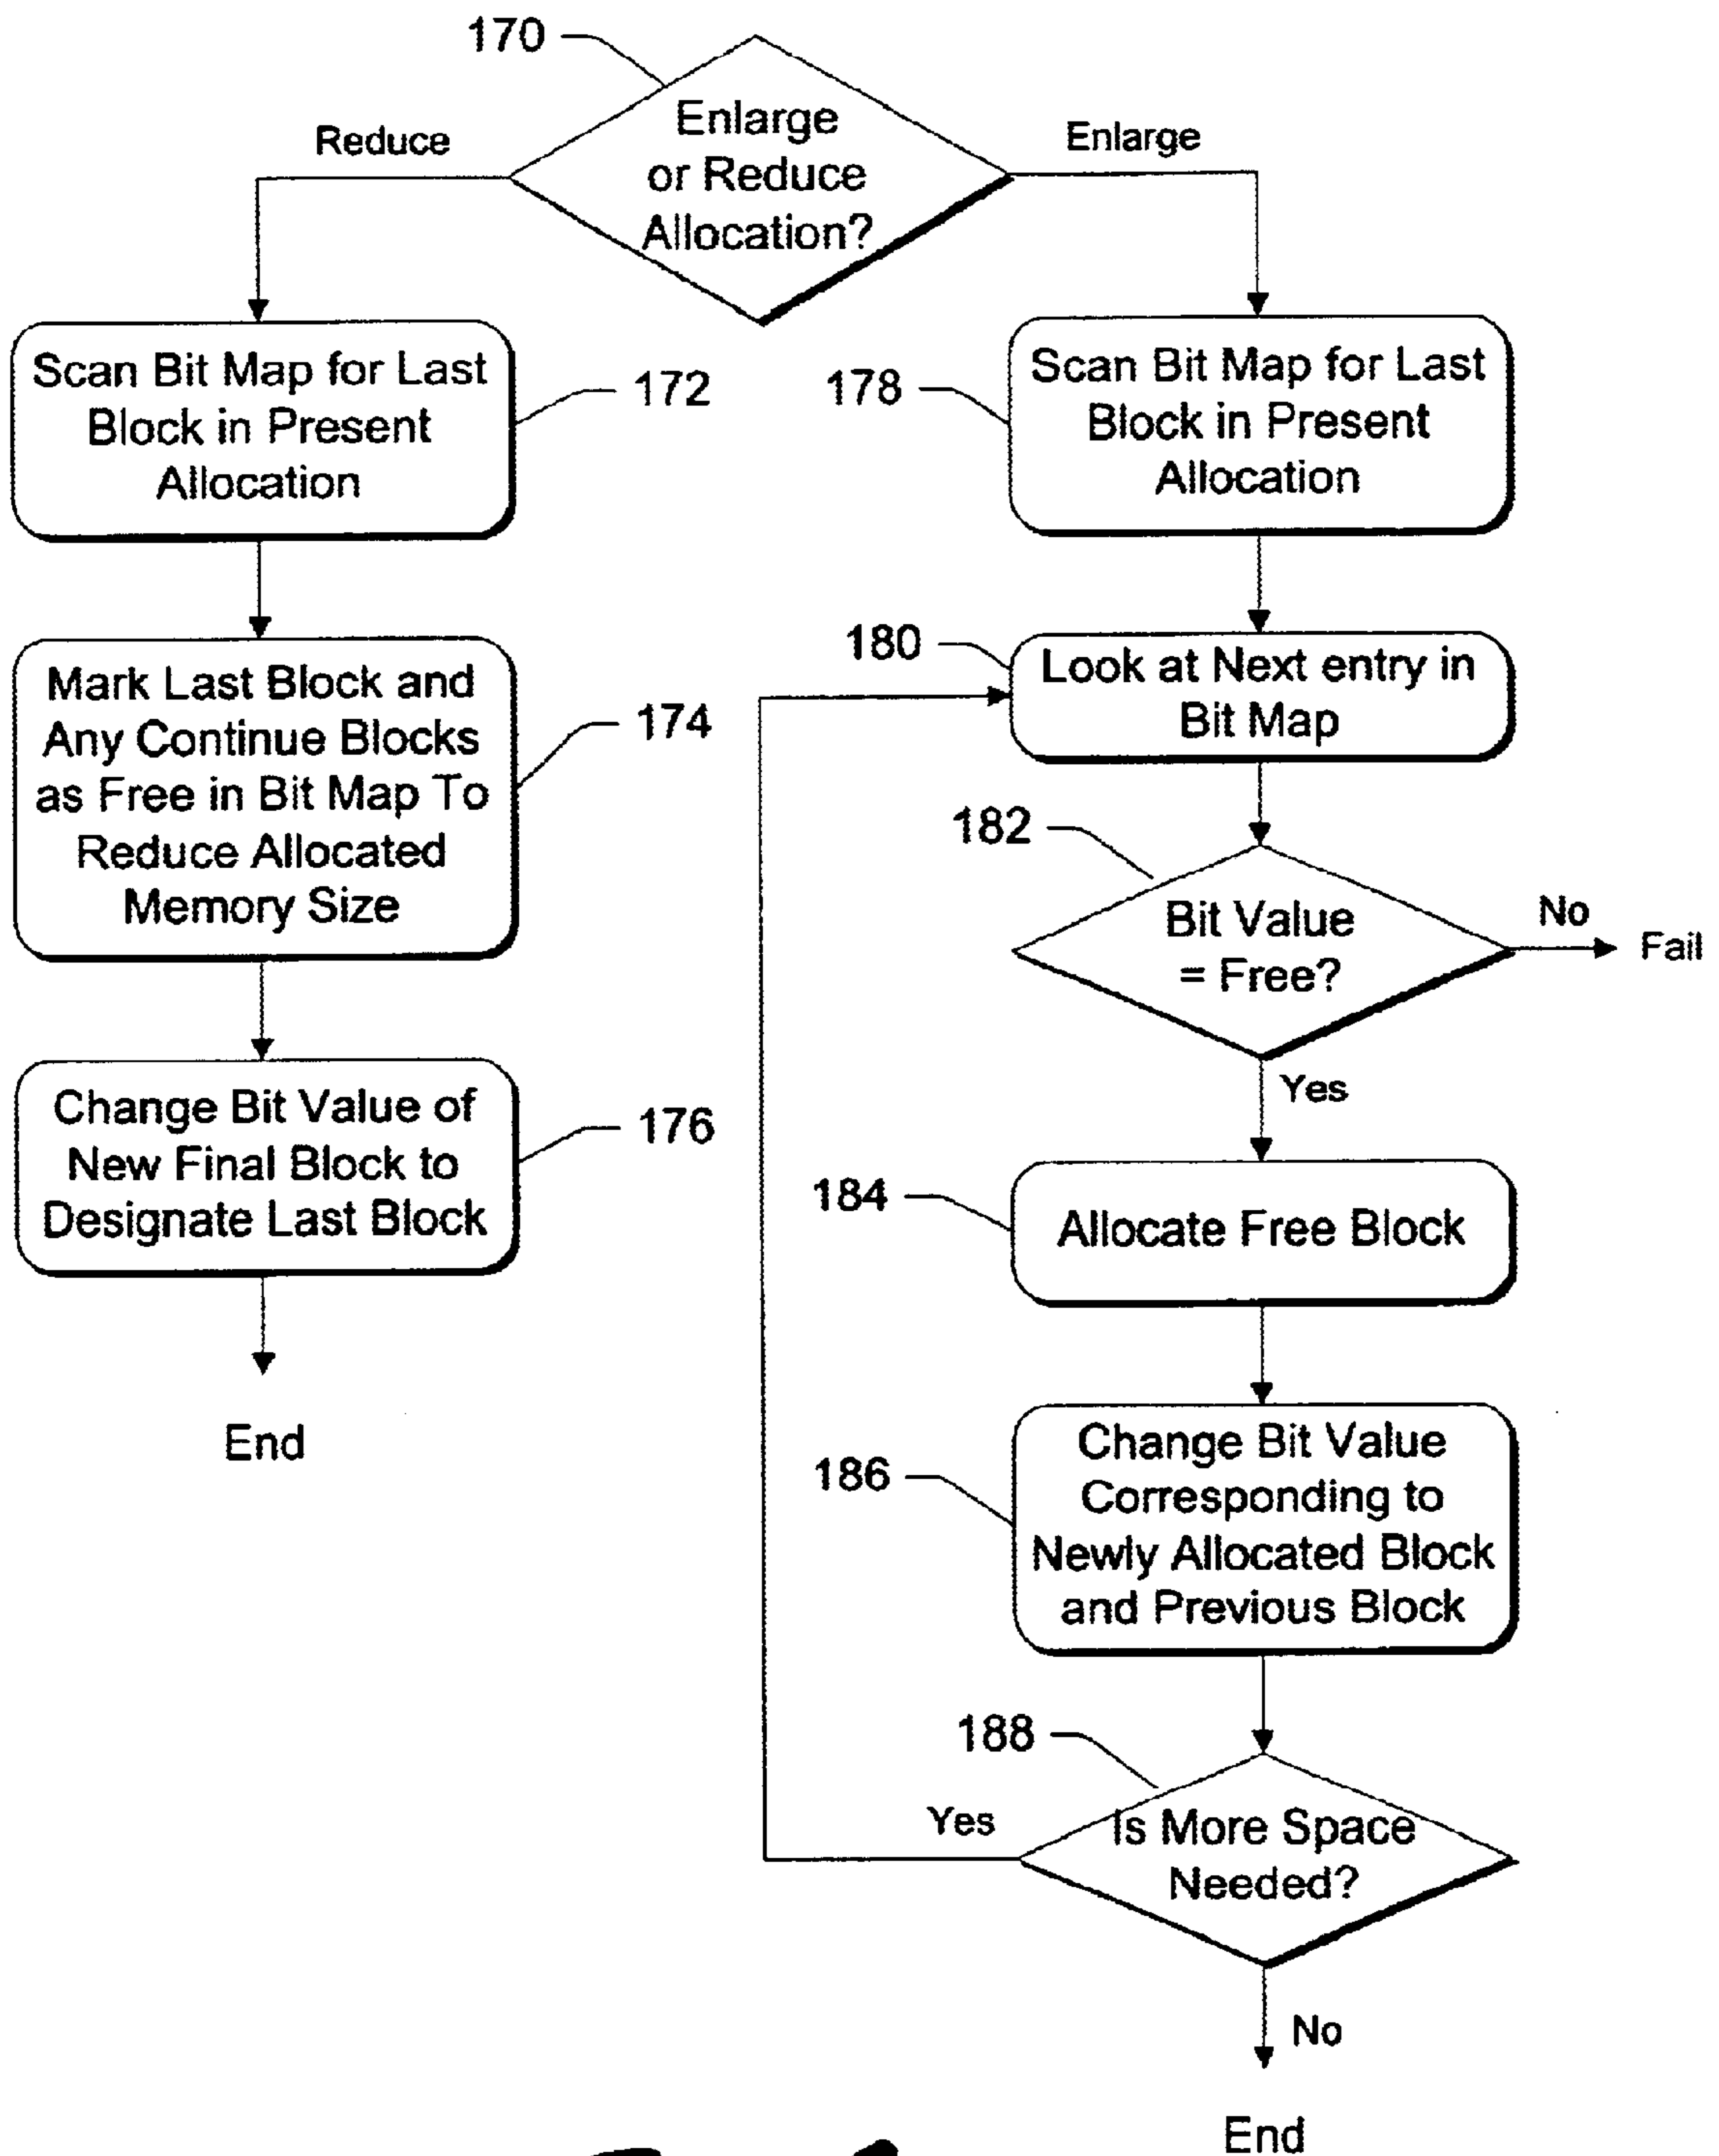 170
Enlarge
or Reduce
Allocation?
Reduce
Enlarge
Scan Bit Map for Last
Block in Present
Allocation
172
Mark Last Block and
Any Continue Blocks
as Free in Bit Map To
Reduce Allocated
Memory Size
174
Change Bit Value of
New Final Block to
Designate Last Block
176
End
178
Scan Bit Map for Last
Block in Present
Allocation
180
Look at Next entry in
Bit Map
182
Bit Value
= Free?
No
Fail
Yes
184
Allocate Free Block
186
Change Bit Value
Corresponding to
Newly Allocated Block
and Previous Block
188
Is More Space
Needed?
Yes
No
End